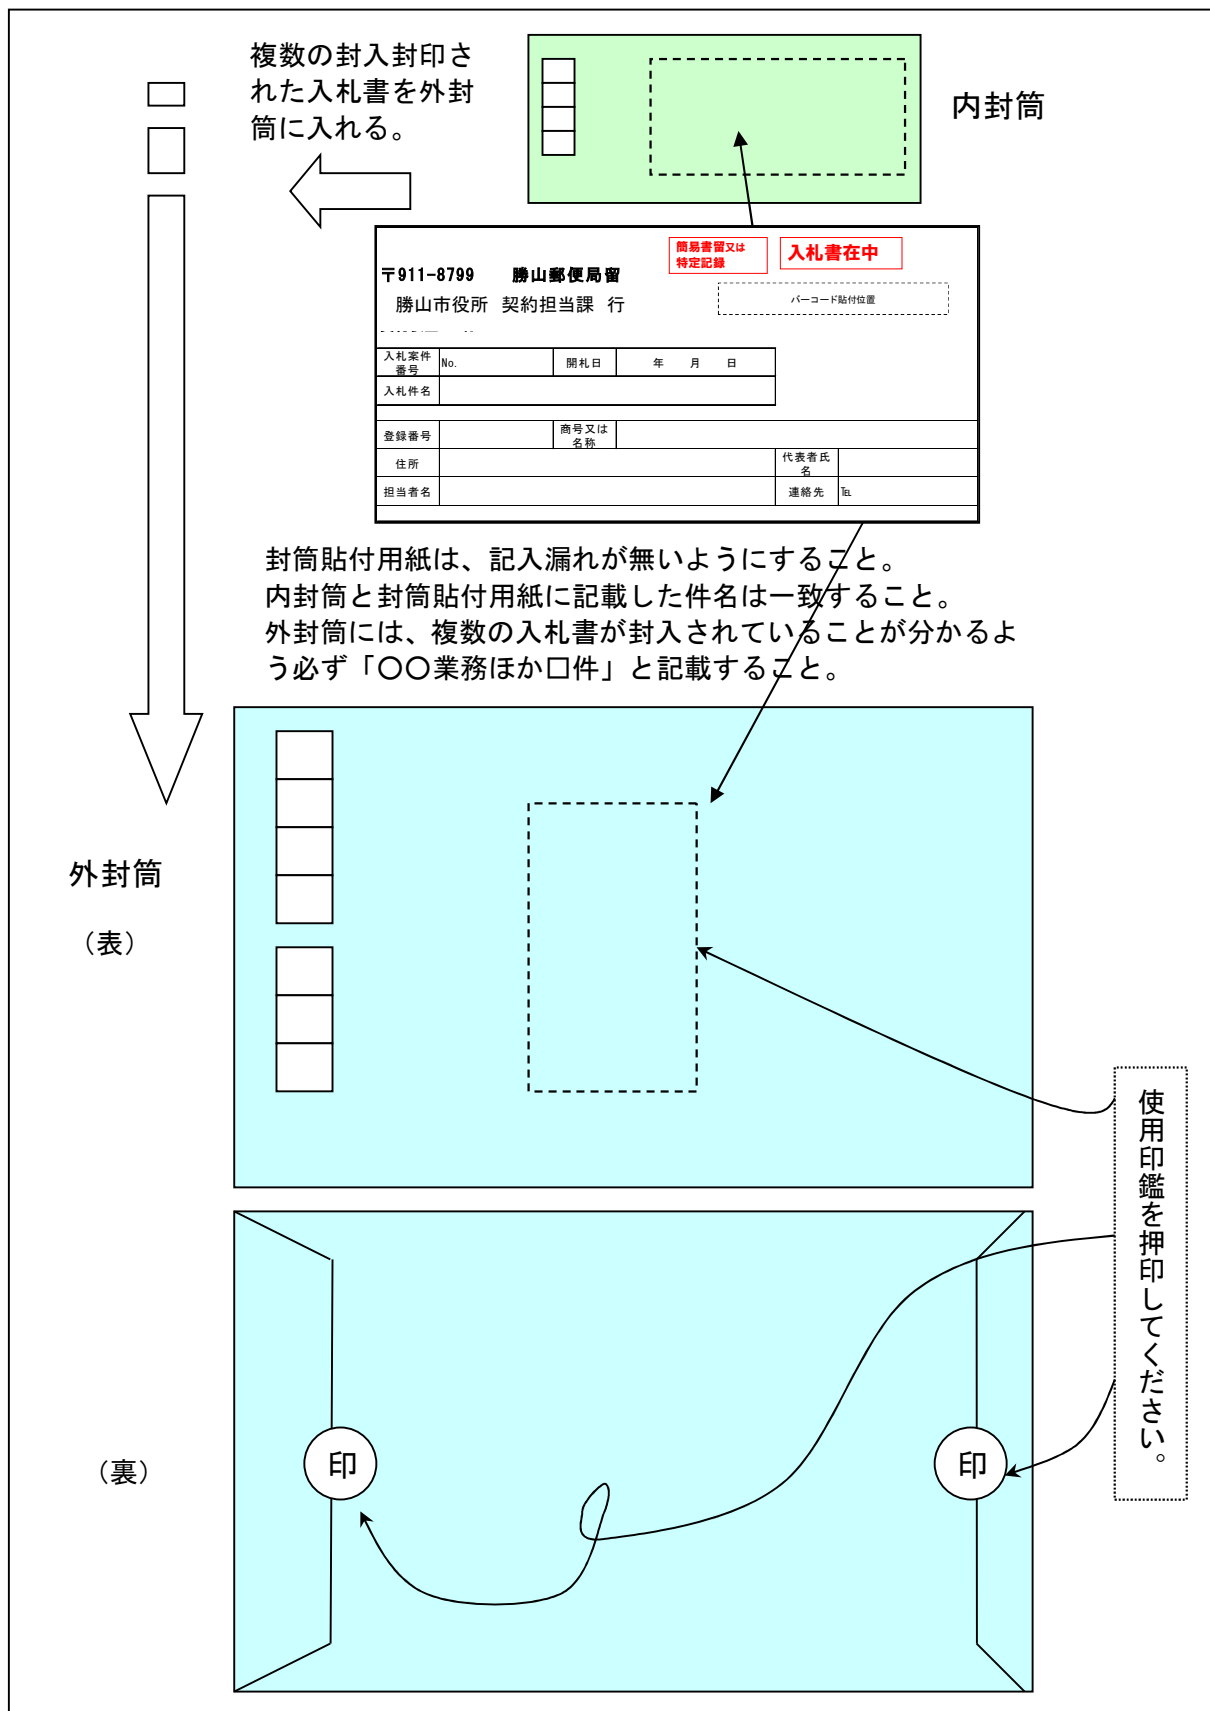 複数の封入封印さ
れた入札書を外封
筒に入れる。
内封筒
簡易書留又は
特定記録
入札書在中
〒911-8799 勝山郵便局留
勝山市役所 契約担当課 行
バーコード貼付位置
入札案件
番号
No.
開札日
年 月 日
入札件名
登録番号
商号又は
名称
住所
代表者氏
名
担当者名
連絡先
℡
封筒貼付用紙は、記入漏れが無いようにすること。
内封筒と封筒貼付用紙に記載した件名は一致すること。
外封筒には、複数の入札書が封入されていることが分かるよ
う必ず「〇〇業務ほか口件」と記載すること。
外封筒
（表）
使用印鑑を押印してください。
（裏）
印
印